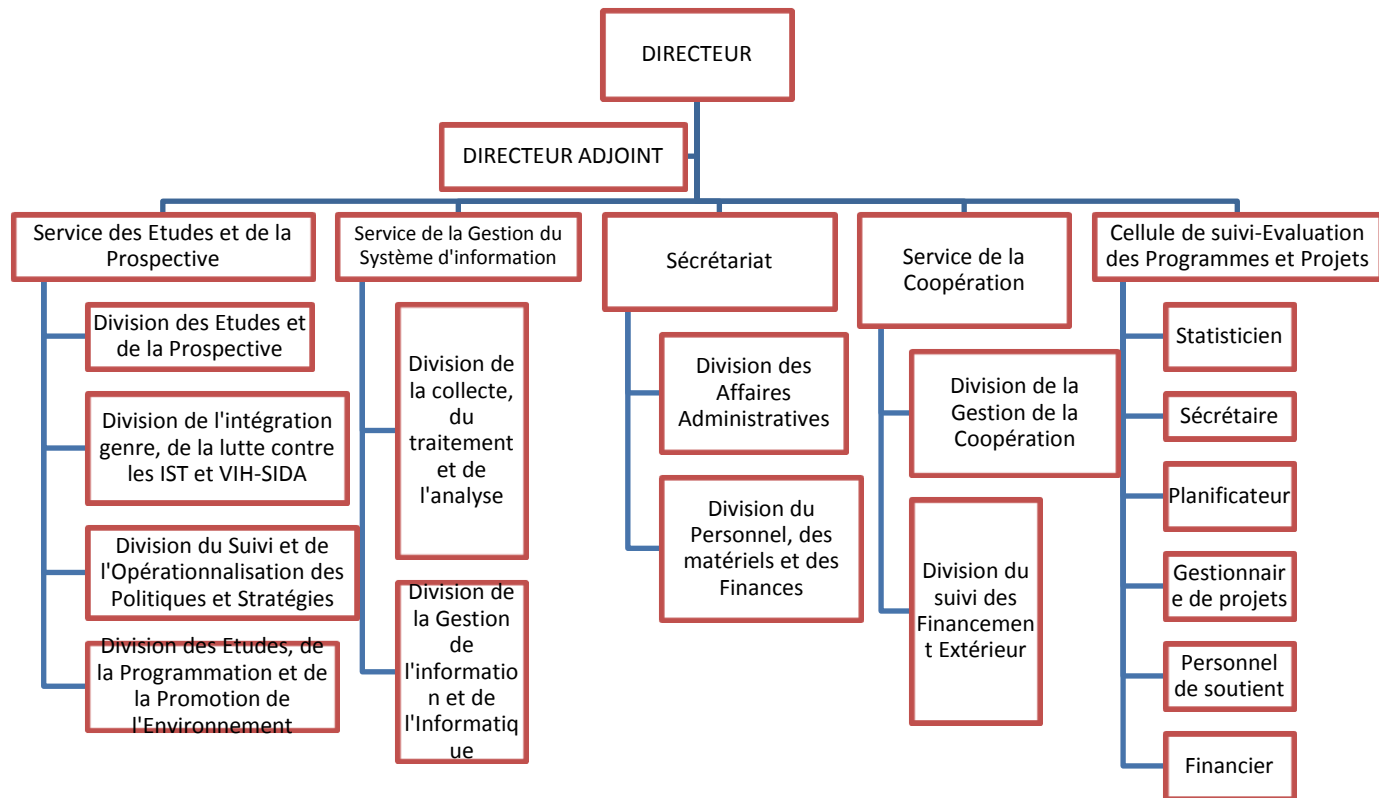 DIRECTEUR
DIRECTEUR ADJOINT
Service des Etudes et de la
Prospective
Division des Etudes et
de la Prospective
Division de l'intégration
genre, de la lutte contre
les IST et VIH-SIDA
Division du Suivi et de
l'Opérationnalisation des
Politiques et Stratégies
Division des Etudes, de
la Programmation et de
la Promotion de
l'Environnement
Service de la Gestion du
Système d'information
Division de
la collecte,
du
traitement
et de
l'analyse
Division de
la Gestion
de
l'informatio
n et de
l'Informatiq
ue
Sécrétariat
Division des
Affaires
Administratives
Division du
Personnel, des
matériels et des
Finances
Service de la
Coopération
Division de la
Gestion de la
Coopération
Division du
suivi des
Financemen
t Extérieur
Cellule de suivi-Evaluation
des Programmes et Projets
Statisticien
Sécrétaire
Planificateur
Gestionnair
e de projets
Personnel
de soutient
Financier